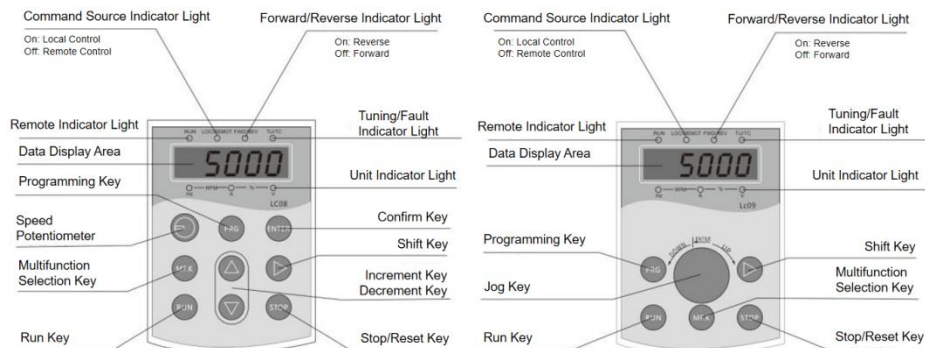 Command Source Indicator Light
On: Local Control
Off: Remote Control
Forward/Reverse Indicator Light
On: Reverse
Off: Forward
Remote Indicator Light
Data Display Area
Programming Key
Speed
Potentiometer
Multifunction
Selection Key
Run Key
Tuning/Fault
Indicator Light
Unit Indicator Light
Confirm Key
Shift Key
Increment Key
Decrement Key
Stop/Reset Key
RUN LOC/REMOT FWD/REV TU/TC
5000
Hz RPM A % V
LC08
PRG
ENTER
MF.K
RUN
STOP
Command Source Indicator Light
On: Local Control
Off: Remote Control
Forward/Reverse Indicator Light
On: Reverse
Off: Forward
Remote Indicator Light
Data Display Area
Programming Key
Jog Key
Run Key
Tuning/Fault
Indicator Light
Unit Indicator Light
Shift Key
Multifunction
Selection Key
Stop/Reset Key
RUN LOC/REMOT FWD/REV TU/TC
5000
Hz RPM A % V
Lc09
DOWN ENTER UP
PRG
RUN
MF.K
STOP